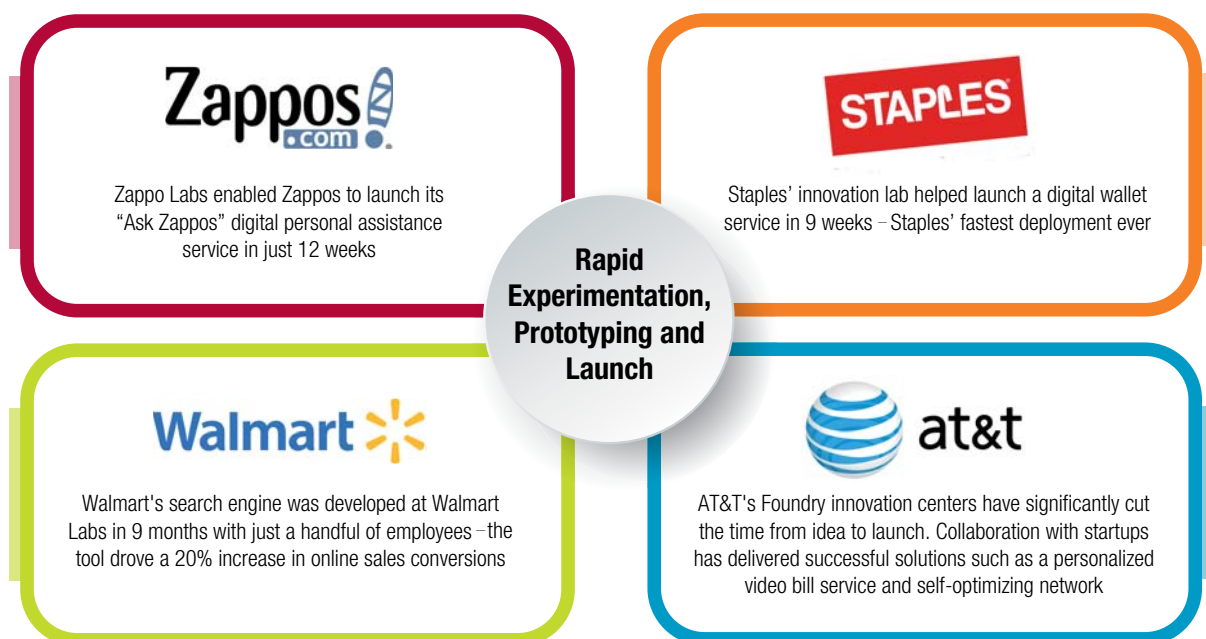 Zappos
.com
Zappo Labs enabled Zappos to launch its
“Ask Zappos” digital personal assistance
service in just 12 weeks
STAPLES
Staples’ innovation lab helped launch a digital wallet
service in 9 weeks – Staples’ fastest deployment ever
Rapid
Experimentation,
Prototyping and
Launch
Walmart
Walmart's search engine was developed at Walmart
Labs in 9 months with just a handful of employees – the
tool drove a 20% increase in online sales conversions
at&t
AT&T's Foundry innovation centers have significantly cut
the time from idea to launch. Collaboration with startups
has delivered successful solutions such as a personalized
video bill service and self-optimizing network